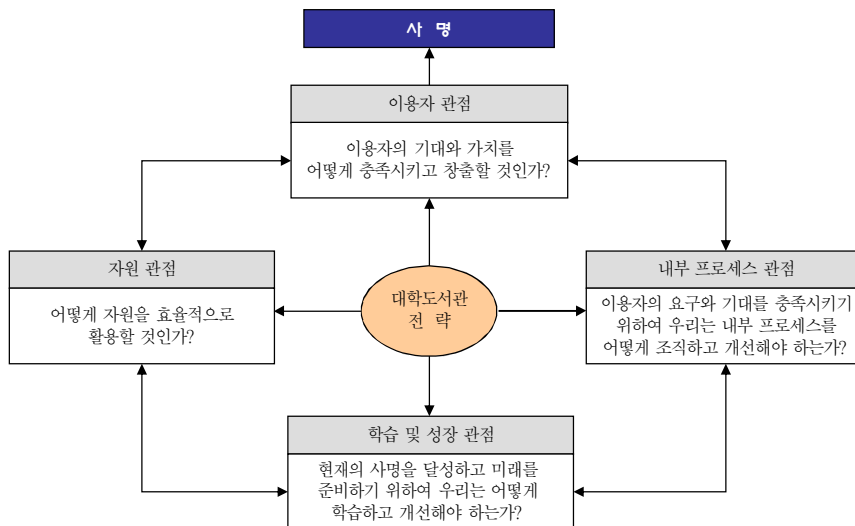 사 명
이용자 관점
이용자의 기대와 가치를
어떻게 충족시키고 창출할 것인가?
자원 관점
어떻게 자원을 효율적으로
활용할 것인가?
대학도서관
전 략
내부 프로세스 관점
이용자의 요구와 기대를 충족시키기
위하여 우리는 내부 프로세스를
어떻게 조직하고 개선해야 하는가?
학습 및 성장 관점
현재의 사명을 달성하고 미래를
준비하기 위하여 우리는 어떻게
학습하고 개선해야 하는가?